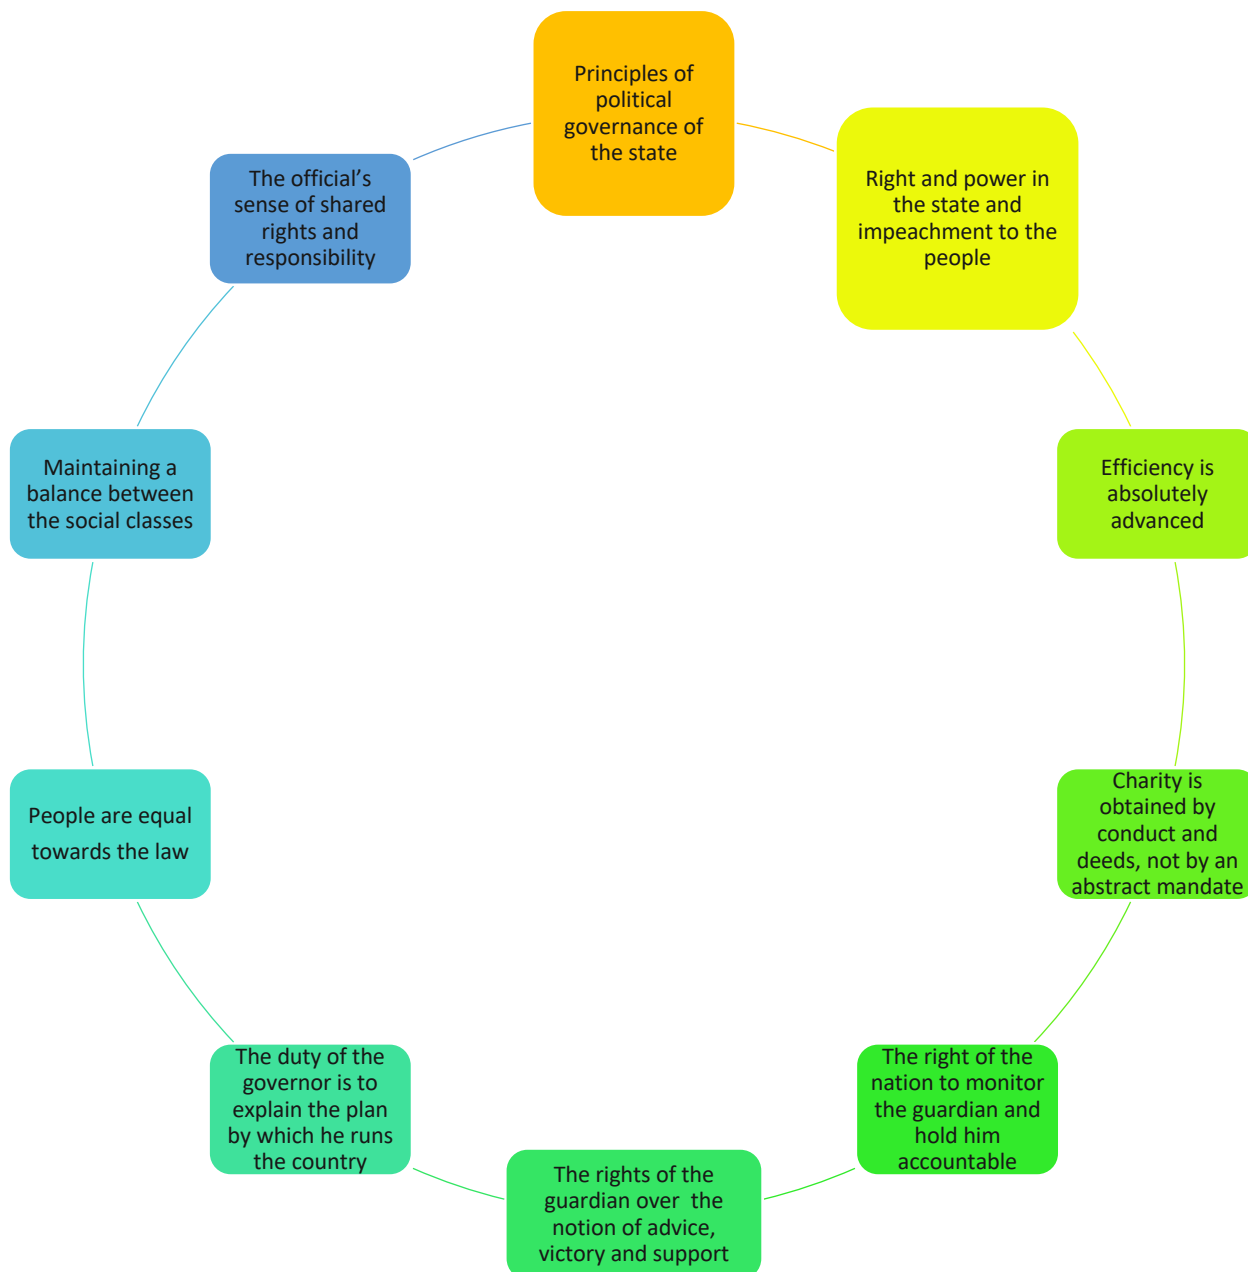 Principles of
political
governance of
the state
Right and power in
the state and
impeachment to the
people
Efficiency is
absolutely
advanced
Charity is
obtained by
conduct and
deeds, not by an
abstract mandate
The right of the
nation to monitor
the guardian and
hold him
accountable
The rights of the
guardian over the
notion of advice,
victory and support
The duty of the
governor is to
explain the plan
by which he runs
the country
People are equal
towards the law
Maintaining a
balance between
the social classes
The official’s
sense of shared
rights and
responsibility